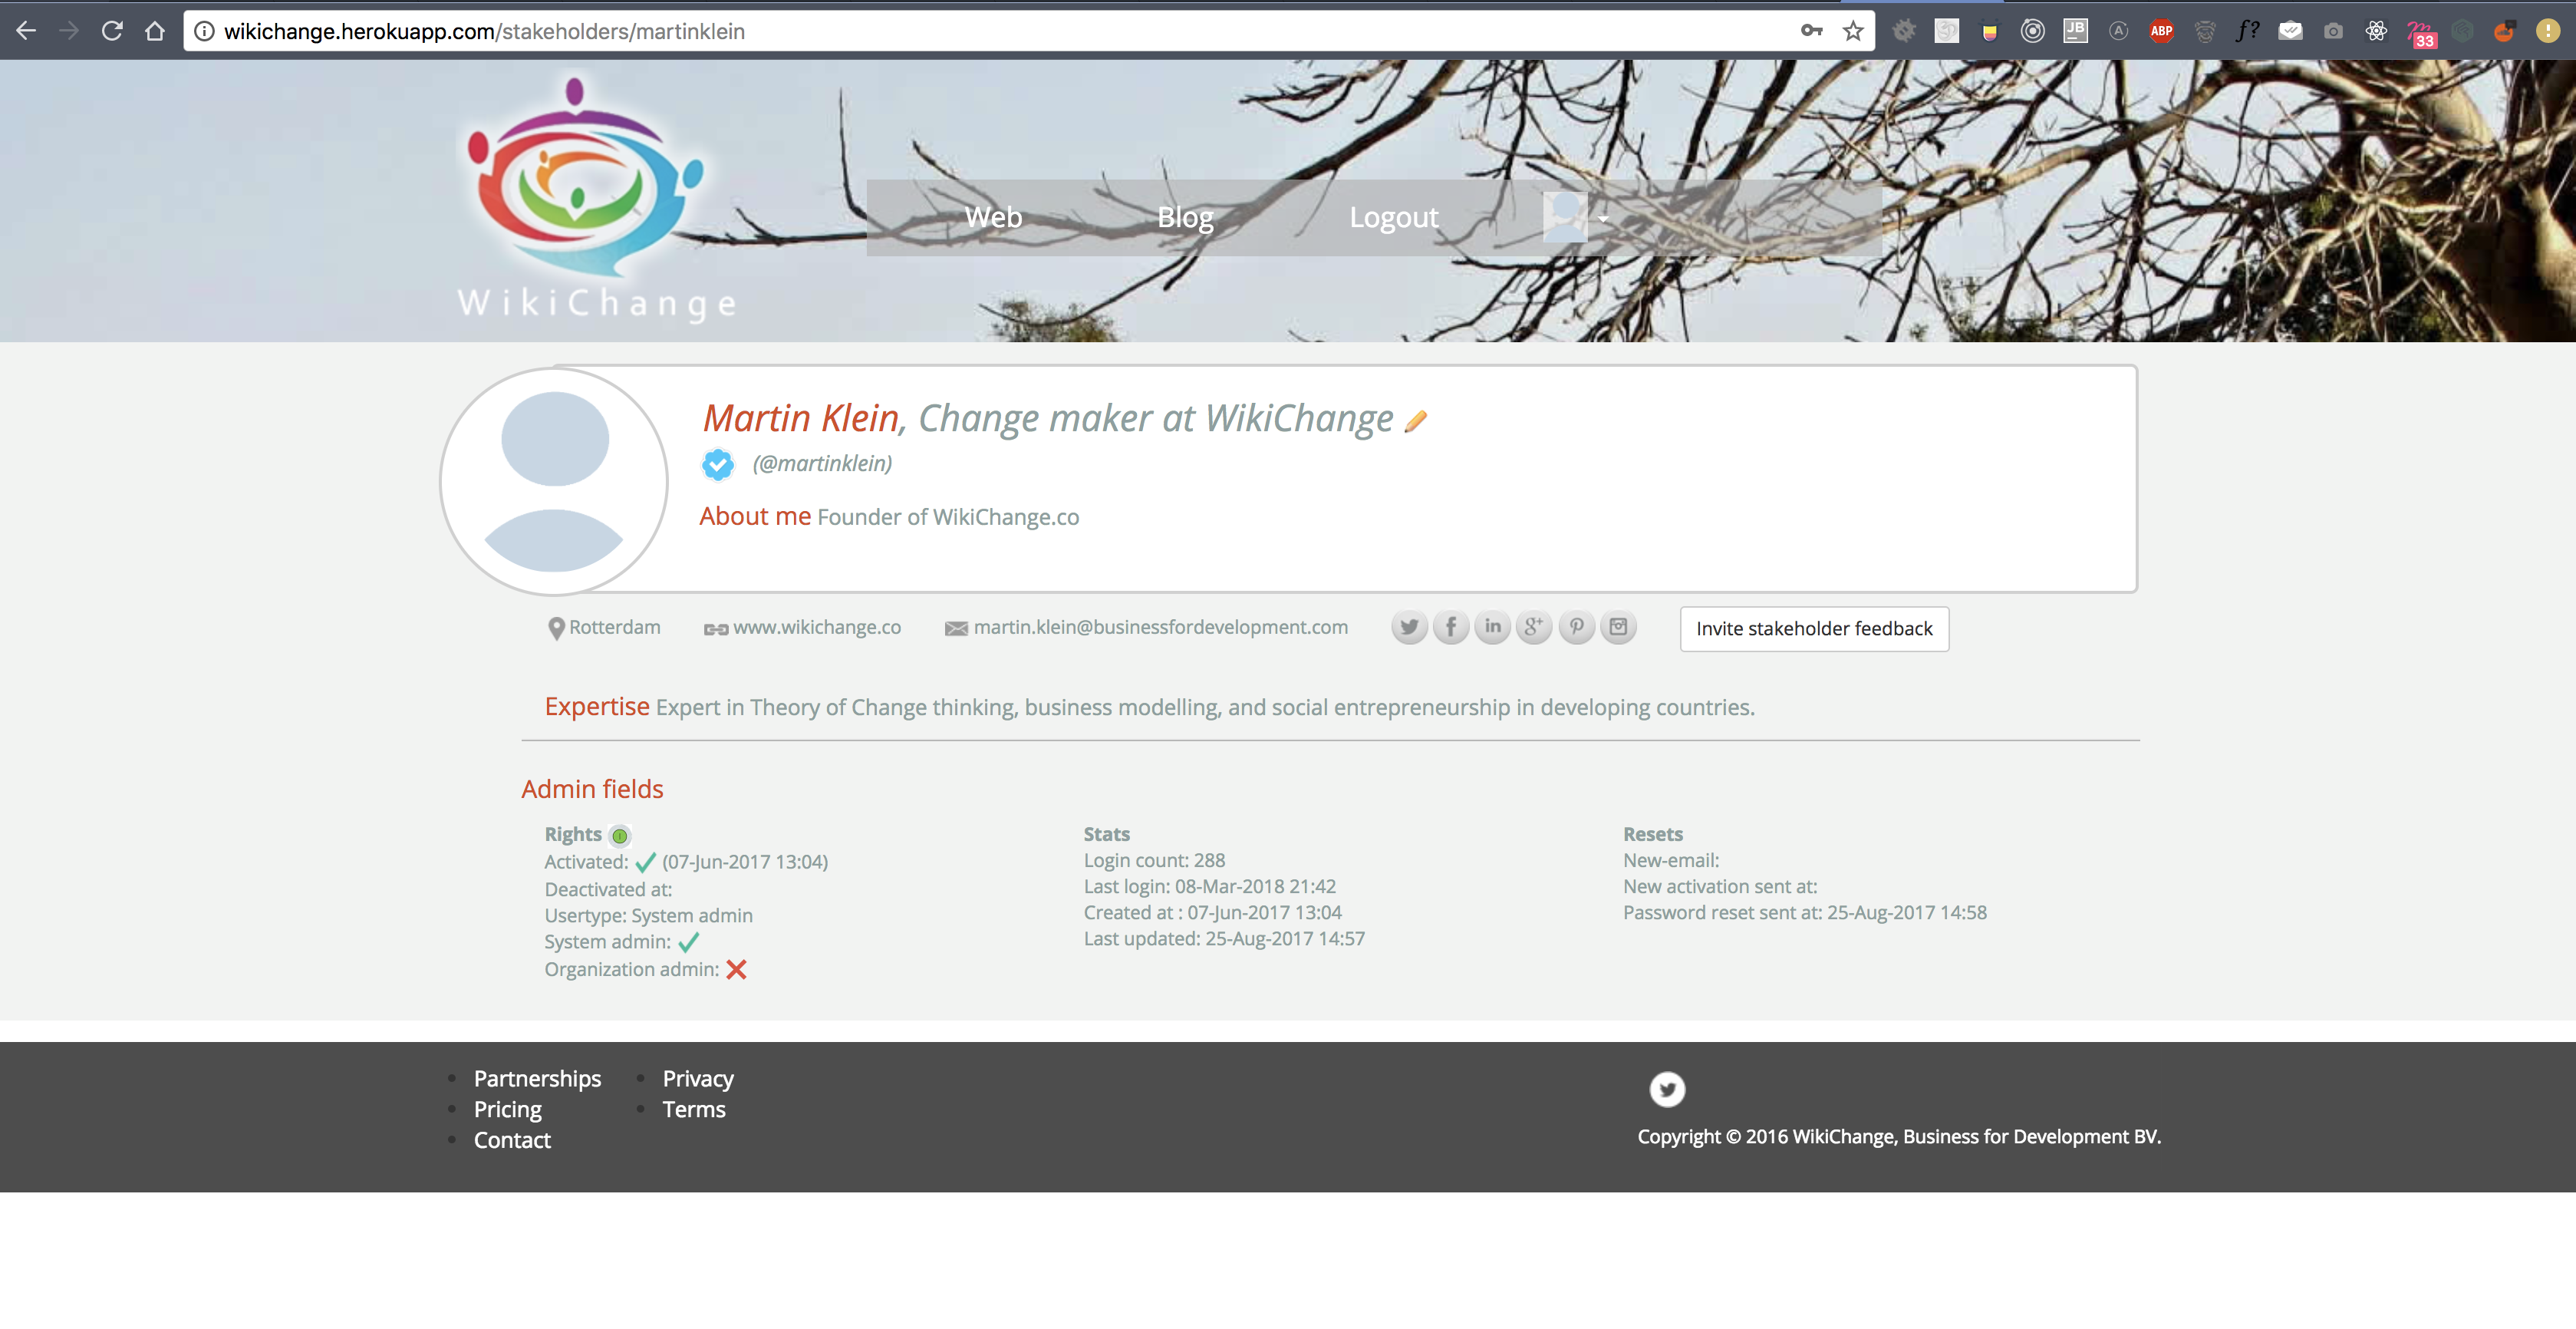 wikichange.herokuapp.com/stakeholders/martinklein
JB
A
ABP
f?
33
WikiChange
Web Blog Logout
Martin Klein, Change maker at WikiChange
(@martinklein)
About me Founder of WikiChange.co
Rotterdam www.wikichange.co martin.klein@businessfordevelopment.com f in g+ Invite stakeholder feedback
Expertise Expert in Theory of Change thinking, business modelling, and social entrepreneurship in developing countries.
Admin fields
Rights
Activated: (07-Jun-2017 13:04)
Deactivated at:
Usertype: System admin
System admin:
Organization admin:
Stats
Login count: 288
Last login: 08-Mar-2018 21:42
Created at : 07-Jun-2017 13:04
Last updated: 25-Aug-2017 14:57
Resets
New-email:
New activation sent at:
Password reset sent at: 25-Aug-2017 14:58
Partnerships
Pricing
Contact
Privacy
Terms
Copyright © 2016 WikiChange, Business for Development BV.